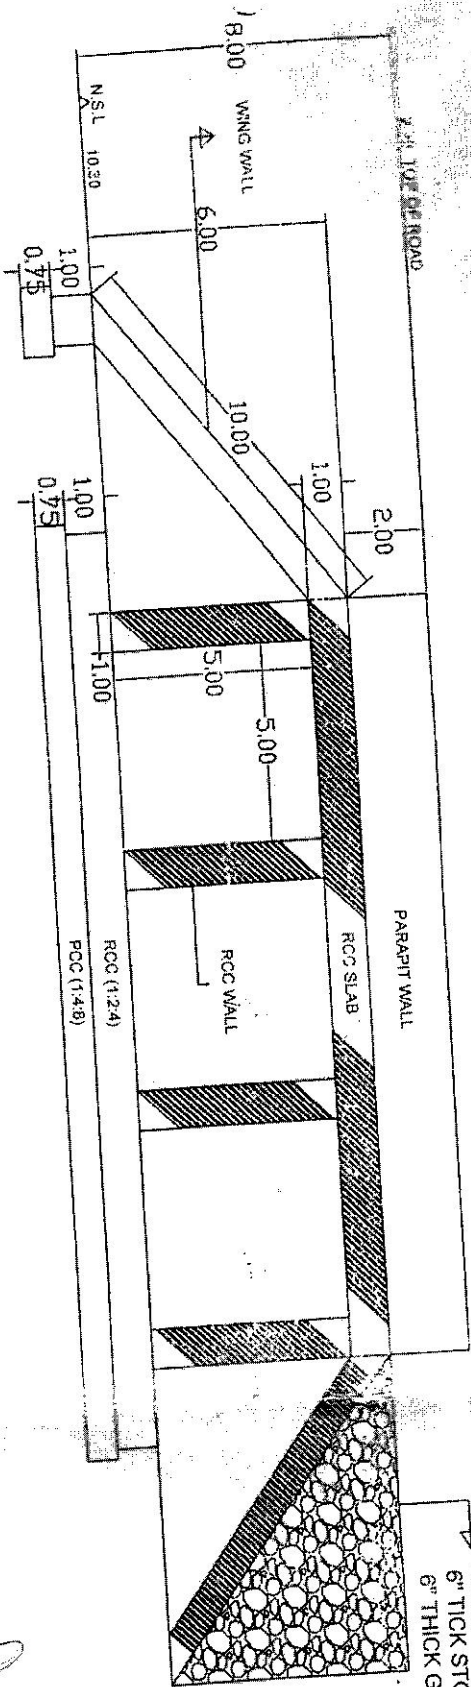 TOP OF ROAD
8.00
WING WALL
N.S.L 10.30
6.00
1.00
0.75
10.00
1.00
2.00
1.00
0.75
5.00
1.00
5.00
PARAPIT WALL
RCC SLAB
RCC WALL
RCC (1:2:4)
PCC (1:4:8)
6" TICK
6" THICK